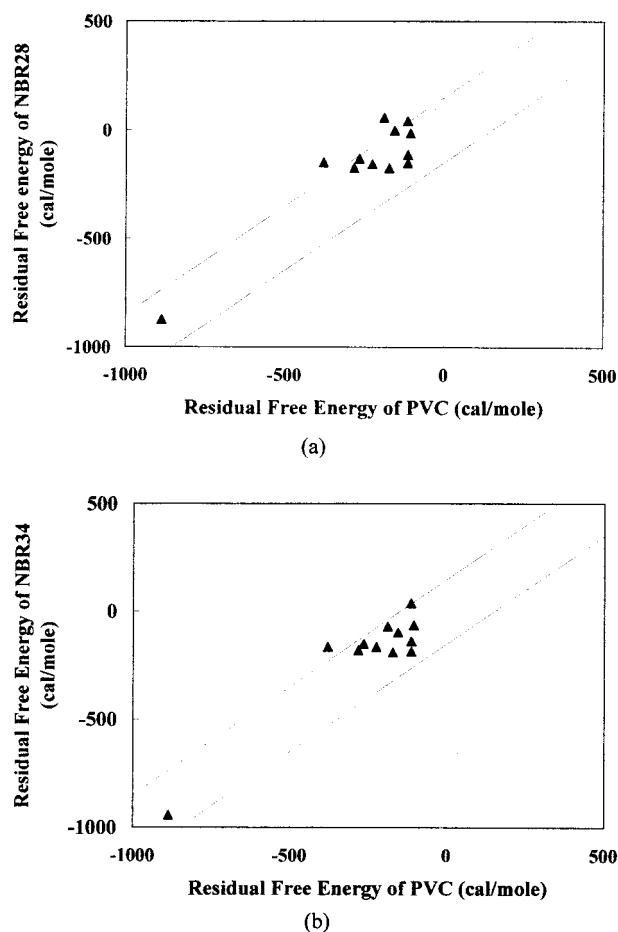 500
0
-500
-1000
Residual Free energy of NBR28
(cal/mole)
-1000 -500 0 500
Residual Free Energy of PVC (cal/mole)
(a)
500
0
-500
-1000
Residual Free Energy of NBR34
(cal/mole)
-1000 -500 0 500
Residual Free Energy of PVC (cal/mole)
(b)